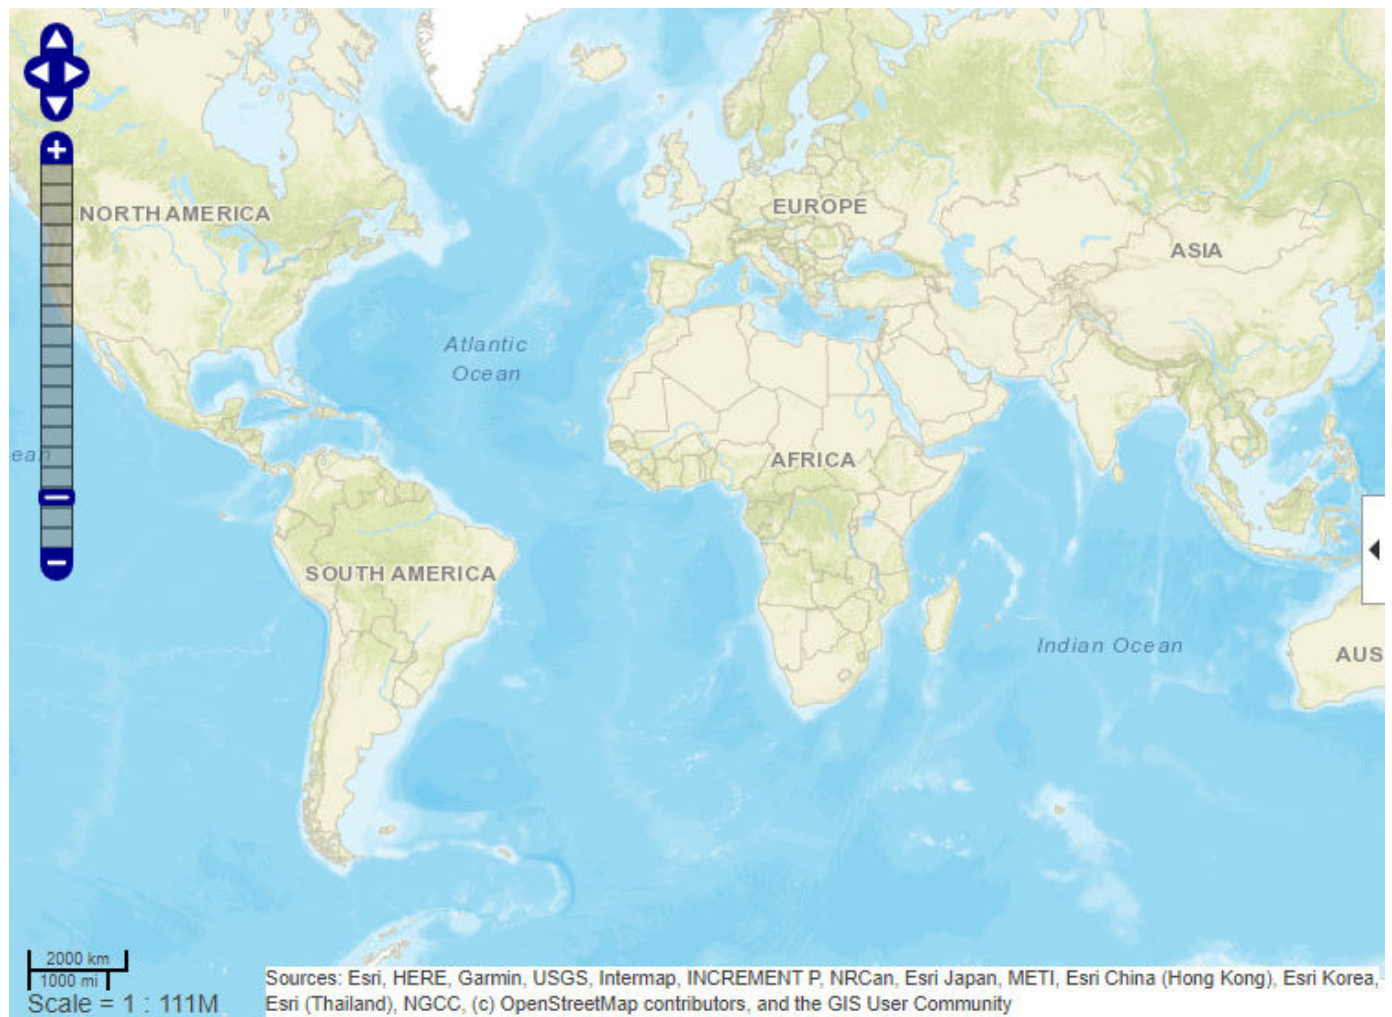 NORTH AMERICA
EUROPE
ASIA
Atlantic
Ocean
ean
AFRICA
SOUTH AMERICA
Indian Ocean
AUS
2000 km
1000 mi
Scale = 1 : 111M
Sources: Esri, HERE, Garmin, USGS, Intermap, INCREMENT P, NRCan, Esri Japan, METI, Esri China (Hong Kong), Esri Korea,
Esri (Thailand), NGCC, (c) OpenStreetMap contributors, and the GIS User Community